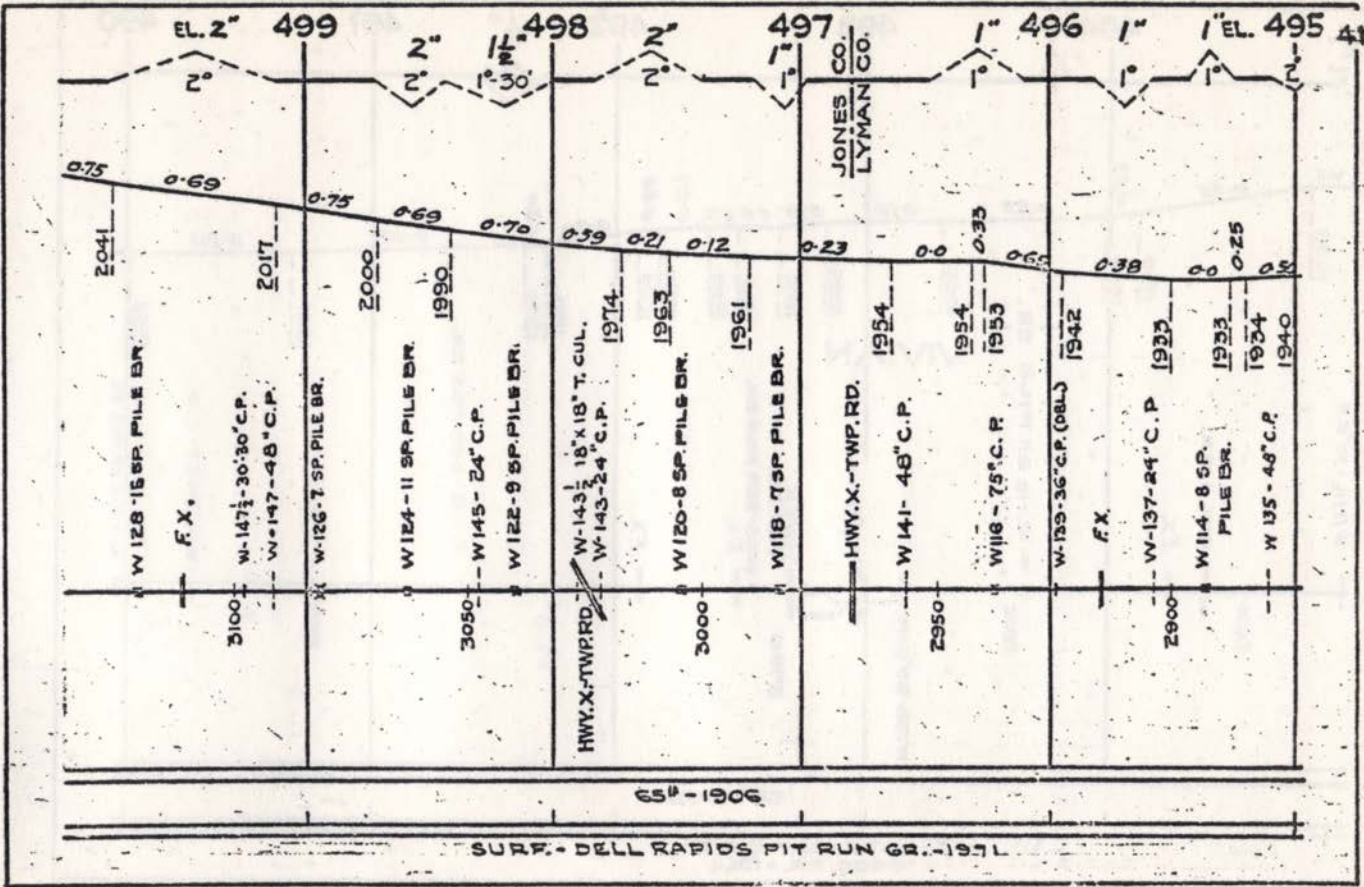 EL. 2" 499 2" 1½" 498 2" 1" 497 1" 496 1" 1" EL. 495
2° 2° 1°-30' 2° 1° 1° 1° 1° 2°
JONES CO.
LYMAN CO.
0.75 0.69 0.75 0.69 0.70 0.59 0.21 0.12 0.23 0.0 0.33 0.38 0.0 0.25 0.50
2041 2017 2000 1990 1974 1963 1961 1954 1954 1953 1942 1933 1933 1934 1940
W 128-15 SP. PILE BR.
F.X.
W-147½-30'-30" C.P.
W-147-48" C.P.
W-126-7 SP. PILE BR.
W 124-11 SP. PILE BR.
W 145-24" C.P.
W 122-9 SP. PILE BR.
HWY.X.-TWP.RD.
W-143½ 18"x18" T. CUL.
W-143-24" C.P.
W 120-8 SP. PILE BR.
W 118-7 SP. PILE BR.
HWY.X.-TWP.RD.
W 141-48" C.P.
W 118-75" C.P.
W-139-36" C.P. (DBL)
F.X.
W-137-24" C.P
W 114-8 SP.
PILE BR.
W 135-48" C.P.
3100 3050 3000 2950 2900
65#-1906
SURF.- DELL RAPIDS PIT RUN GR.-